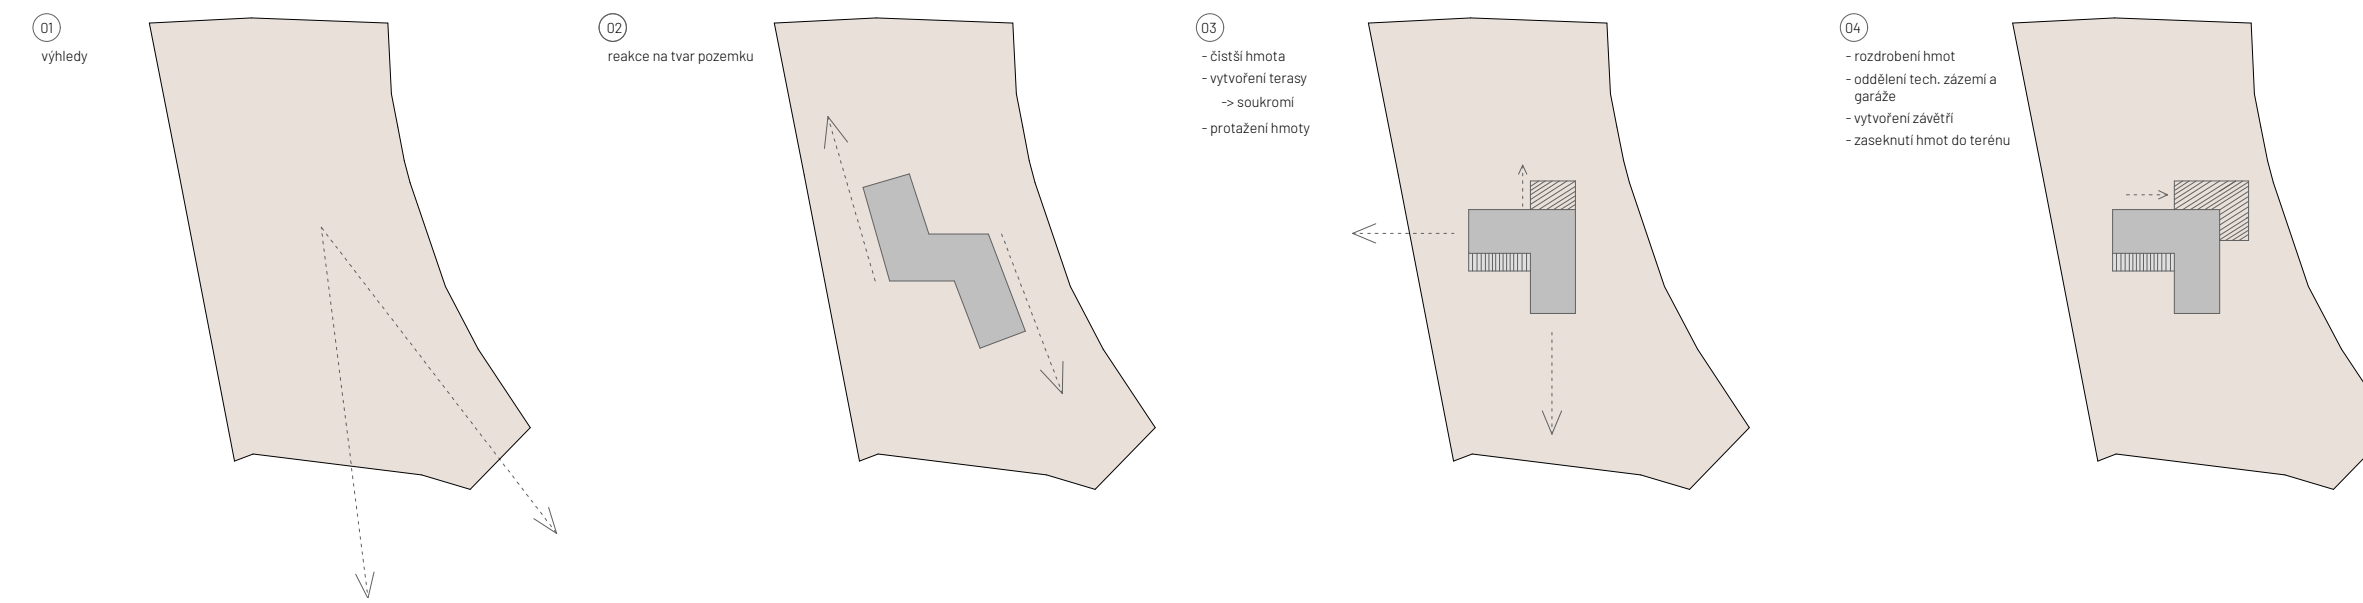 01
výhledy
02
reakce na tvar pozemku
03
- čistší hmota
- vytvoření terasy
-> soukromí
- protažení hmoty
04
- rozdrobení hmot
- oddělení tech. zázemí a
garáže
- vytvoření závětří
- zaseknutí hmot do terénu